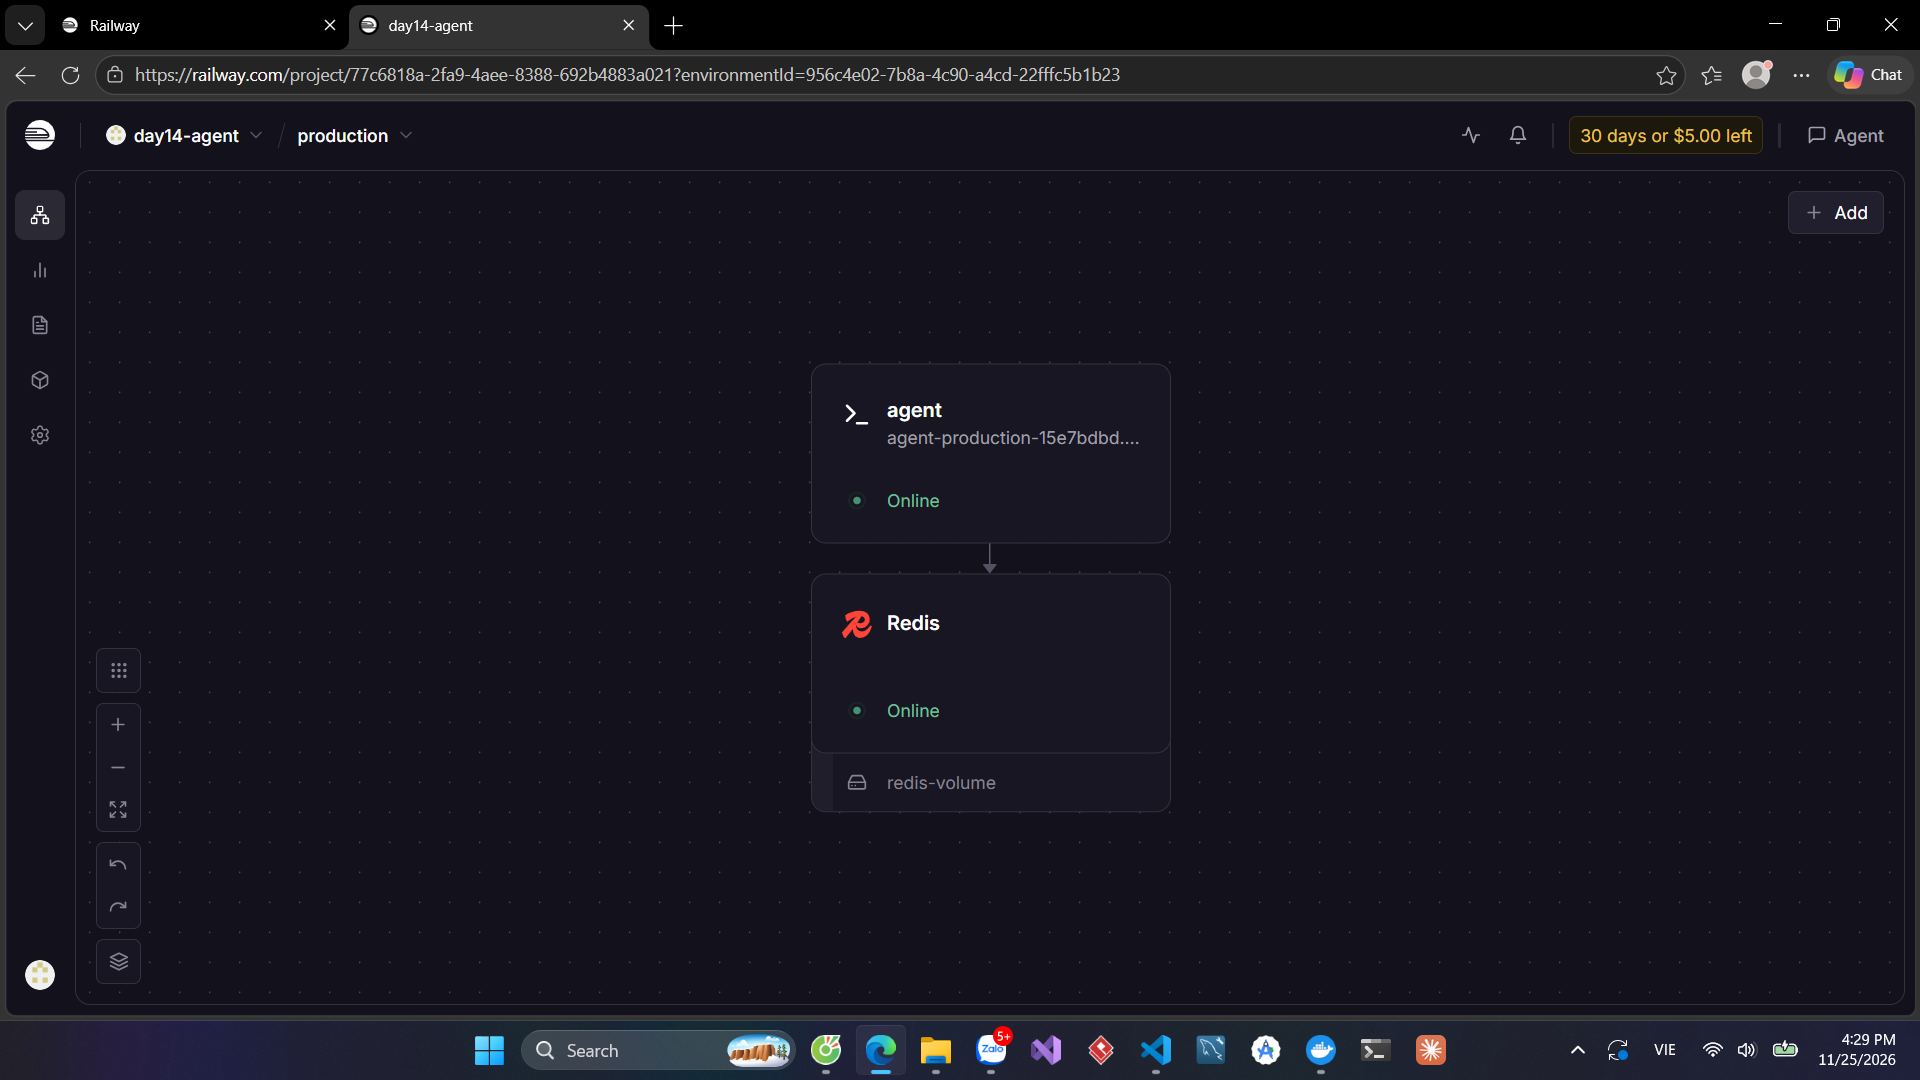 Railway
day14-agent
https://railway.com/project/77c6818a-2fa9-4aee-8388-692b4883a021?environmentId=956c4e02-7b8a-4c90-a4cd-22fffc5b1b23
Chat
day14-agent
production
30 days or $5.00 left
Agent
Add
agent
agent-production-15e7bdbd....
Online
Redis
Online
redis-volume
Search
Zalo
5+
VIE
4:29 PM
11/25/2026